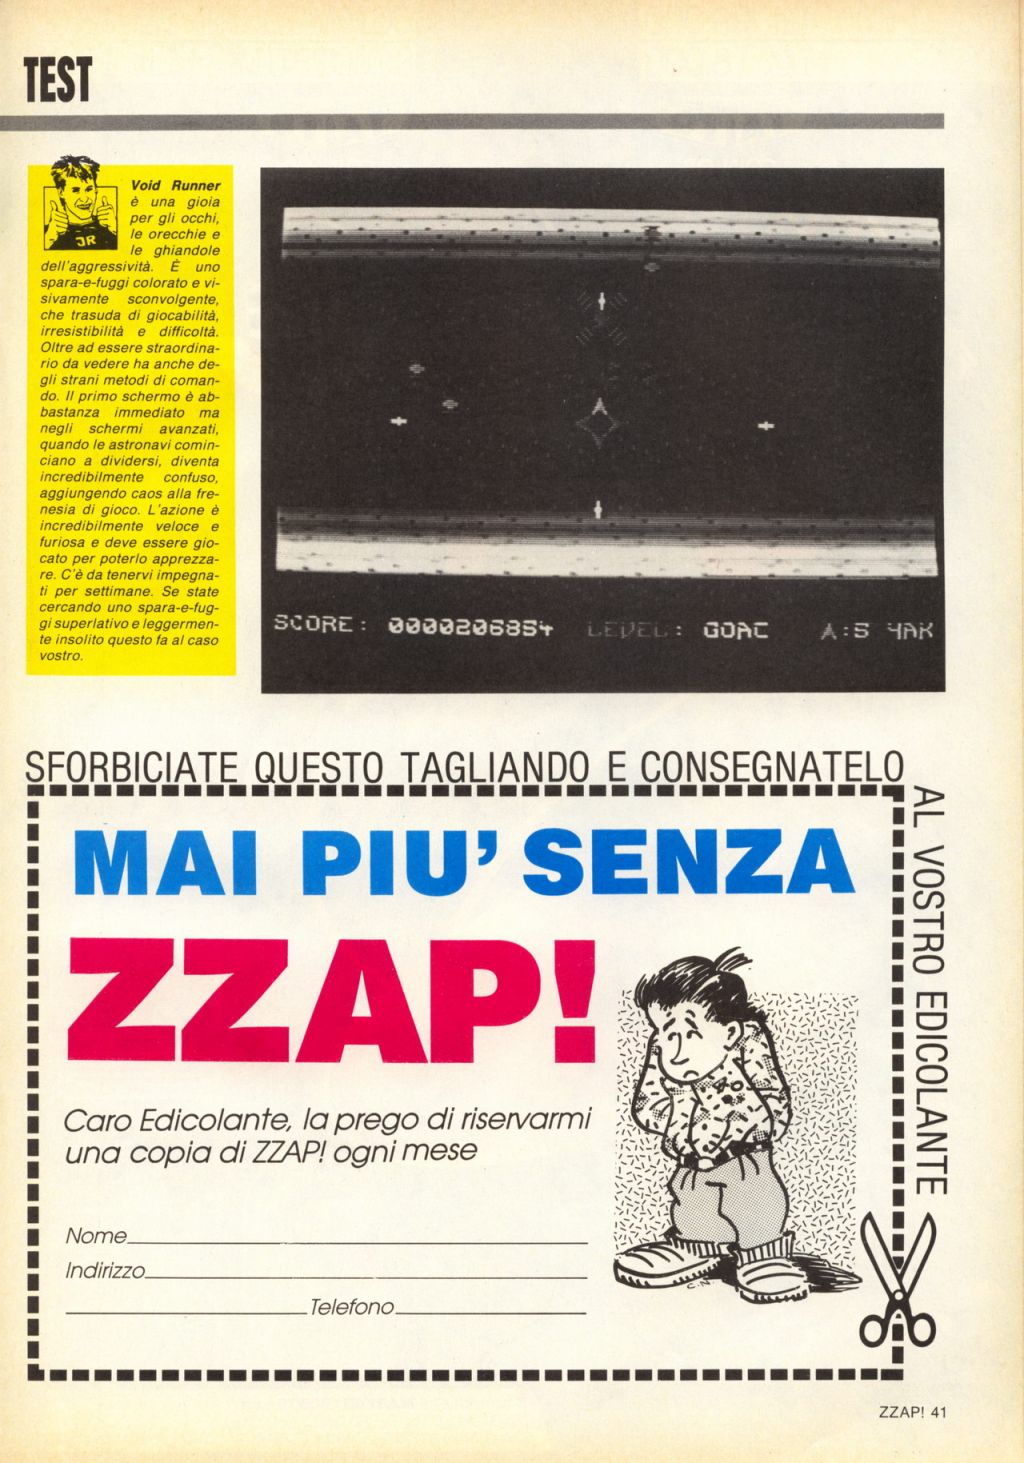 TEST
JR
Void Runner
è una gioia
per gli occhi,
le orecchie e
le ghiandole
dell'aggressività. È uno
spara-e-fuggi colorato e vi-
sivamente sconvolgente,
che trasuda di giocabilità,
irresistibilità e difficoltà.
Oltre ad essere straordina-
rio da vedere ha anche de-
gli strani metodi di coman-
do. Il primo schermo è ab-
bastanza immediato ma
negli schermi avanzati,
quando le astronavi comin-
ciano a dividersi, diventa
incredibilmente confuso,
aggiungendo caos alla fre-
nesia di gioco. L'azione è
incredibilmente veloce e
furiosa e deve essere gio-
cato per poterlo apprezza-
re. C'è da tenervi impegna-
ti per settimane. Se state
cercando uno spara-e-fug-
gi superlativo e leggermen-
te insolito questo fa al caso
vostro.
SCORE: 0000206854 LEVEL: GOAT A:5 YAK
SFORBICIATE QUESTO TAGLIANDO E CONSEGNATELO
AL VOSTRO EDICOLANTE
MAI PIU' SENZA
ZZAP!
Caro Edicolante, la prego di riservarmi
una copia di ZZAP! ogni mese
Nome
Indirizzo
Telefono
C.N.
ZZAP! 41